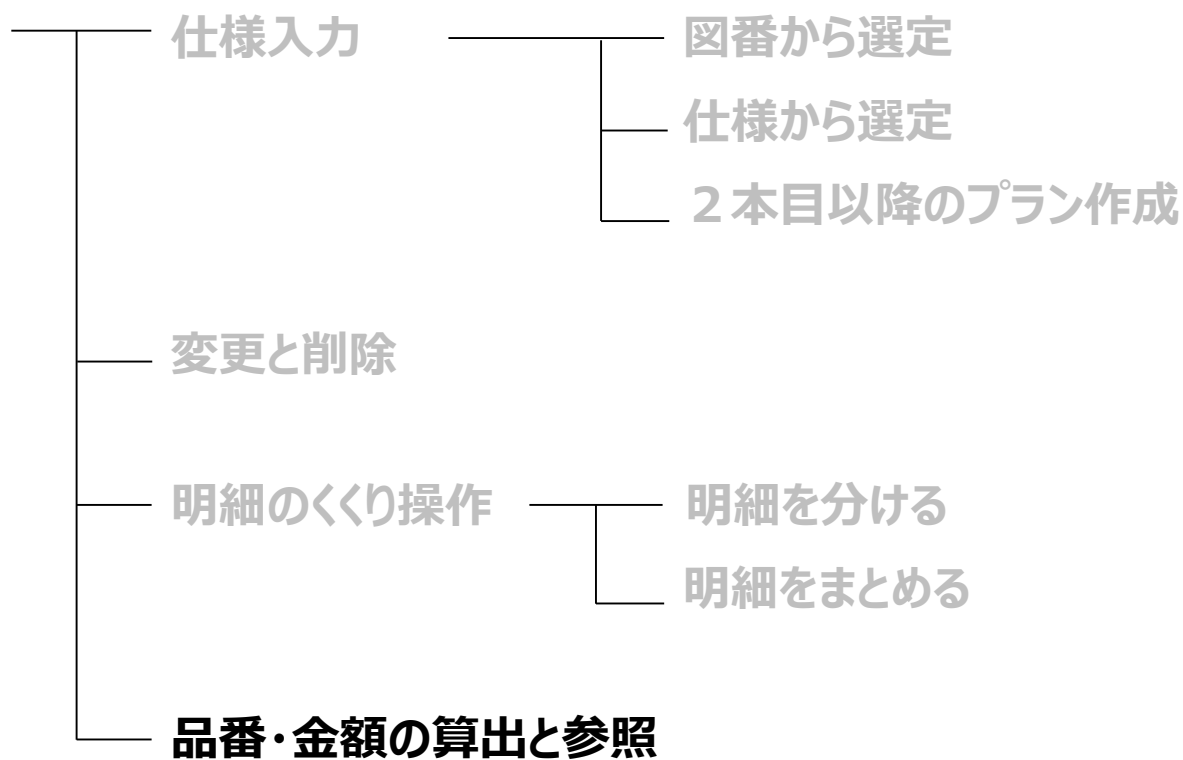 仕様入力
図番から選定
仕様から選定
２本目以降のプラン作成
変更と削除
明細のくくり操作
明細を分ける
明細をまとめる
品番・金額の算出と参照